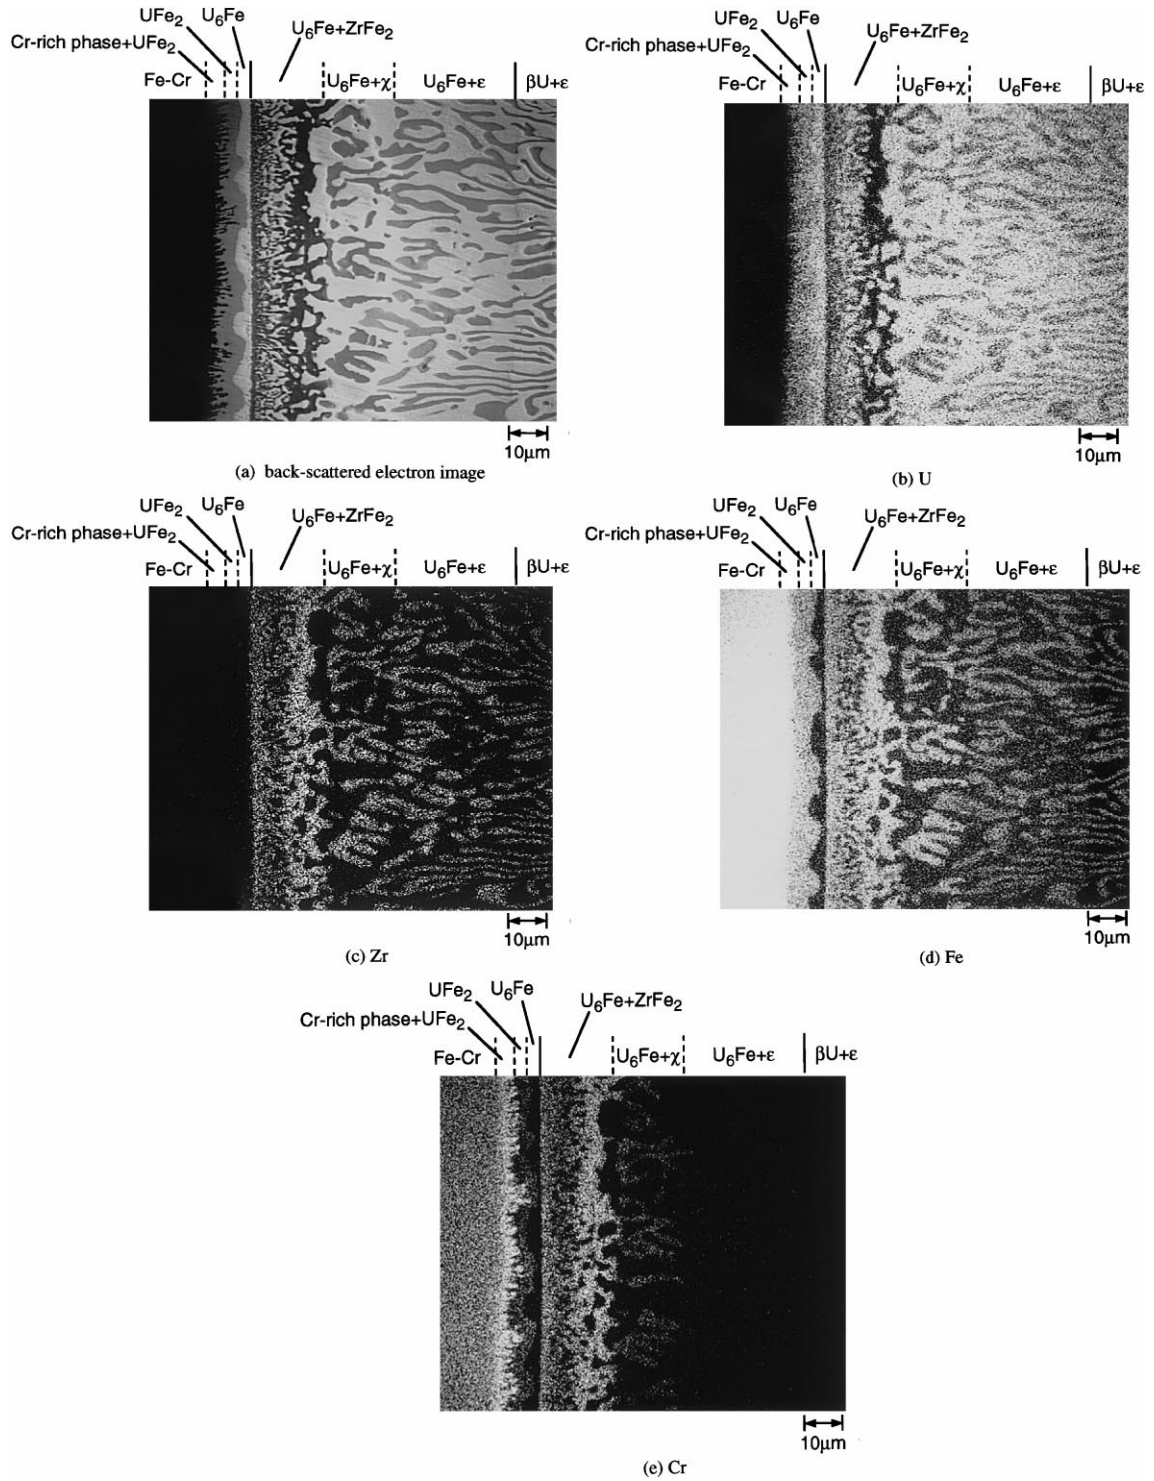 UFe₂ U₆Fe
U₆Fe+ZrFe₂
Cr-rich phase+UFe₂
Fe-Cr U₆Fe+χ U₆Fe+ε βU+ε
10μm
(a) back-scattered electron image
UFe₂ U₆Fe
U₆Fe+ZrFe₂
Cr-rich phase+UFe₂
Fe-Cr U₆Fe+χ U₆Fe+ε βU+ε
10μm
(b) U
UFe₂ U₆Fe
U₆Fe+ZrFe₂
Cr-rich phase+UFe₂
Fe-Cr U₆Fe+χ U₆Fe+ε βU+ε
10μm
(c) Zr
UFe₂ U₆Fe
U₆Fe+ZrFe₂
Cr-rich phase+UFe₂
Fe-Cr U₆Fe+χ U₆Fe+ε βU+ε
10μm
(d) Fe
UFe₂ U₆Fe
U₆Fe+ZrFe₂
Cr-rich phase+UFe₂
Fe-Cr U₆Fe+χ U₆Fe+ε βU+ε
10μm
(e) Cr